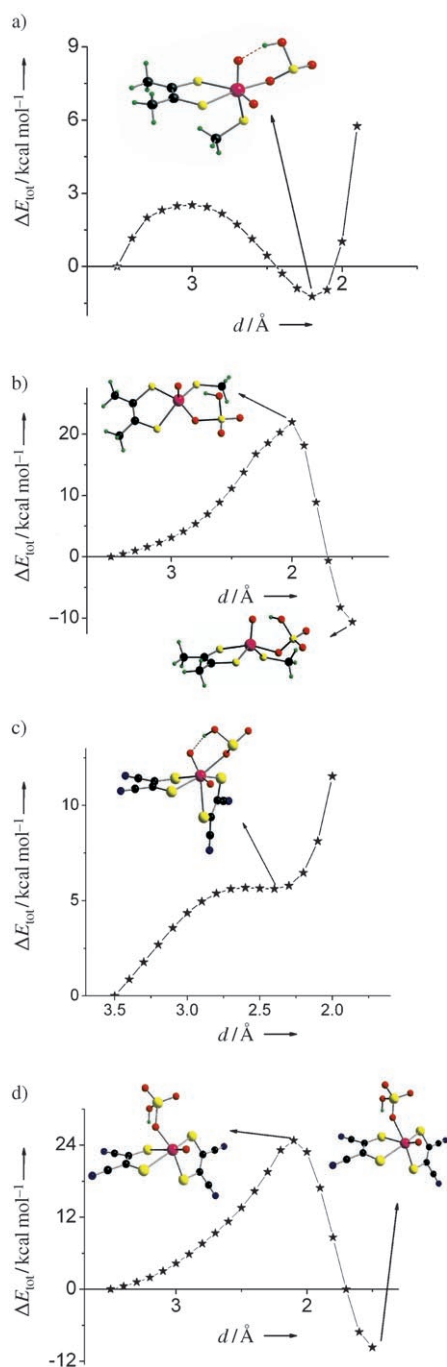 a)
9
6
3
0
3
2
ΔE_tot / kcal mol⁻¹ →
d / Å →
b)
20
10
0
−10
3
2
ΔE_tot / kcal mol⁻¹ →
d / Å →
c)
10
5
0
3.5
3.0
2.5
2.0
ΔE_tot / kcal mol⁻¹ →
d / Å →
d)
24
12
0
−12
3
2
ΔE_tot / kcal mol⁻¹ →
d / Å →